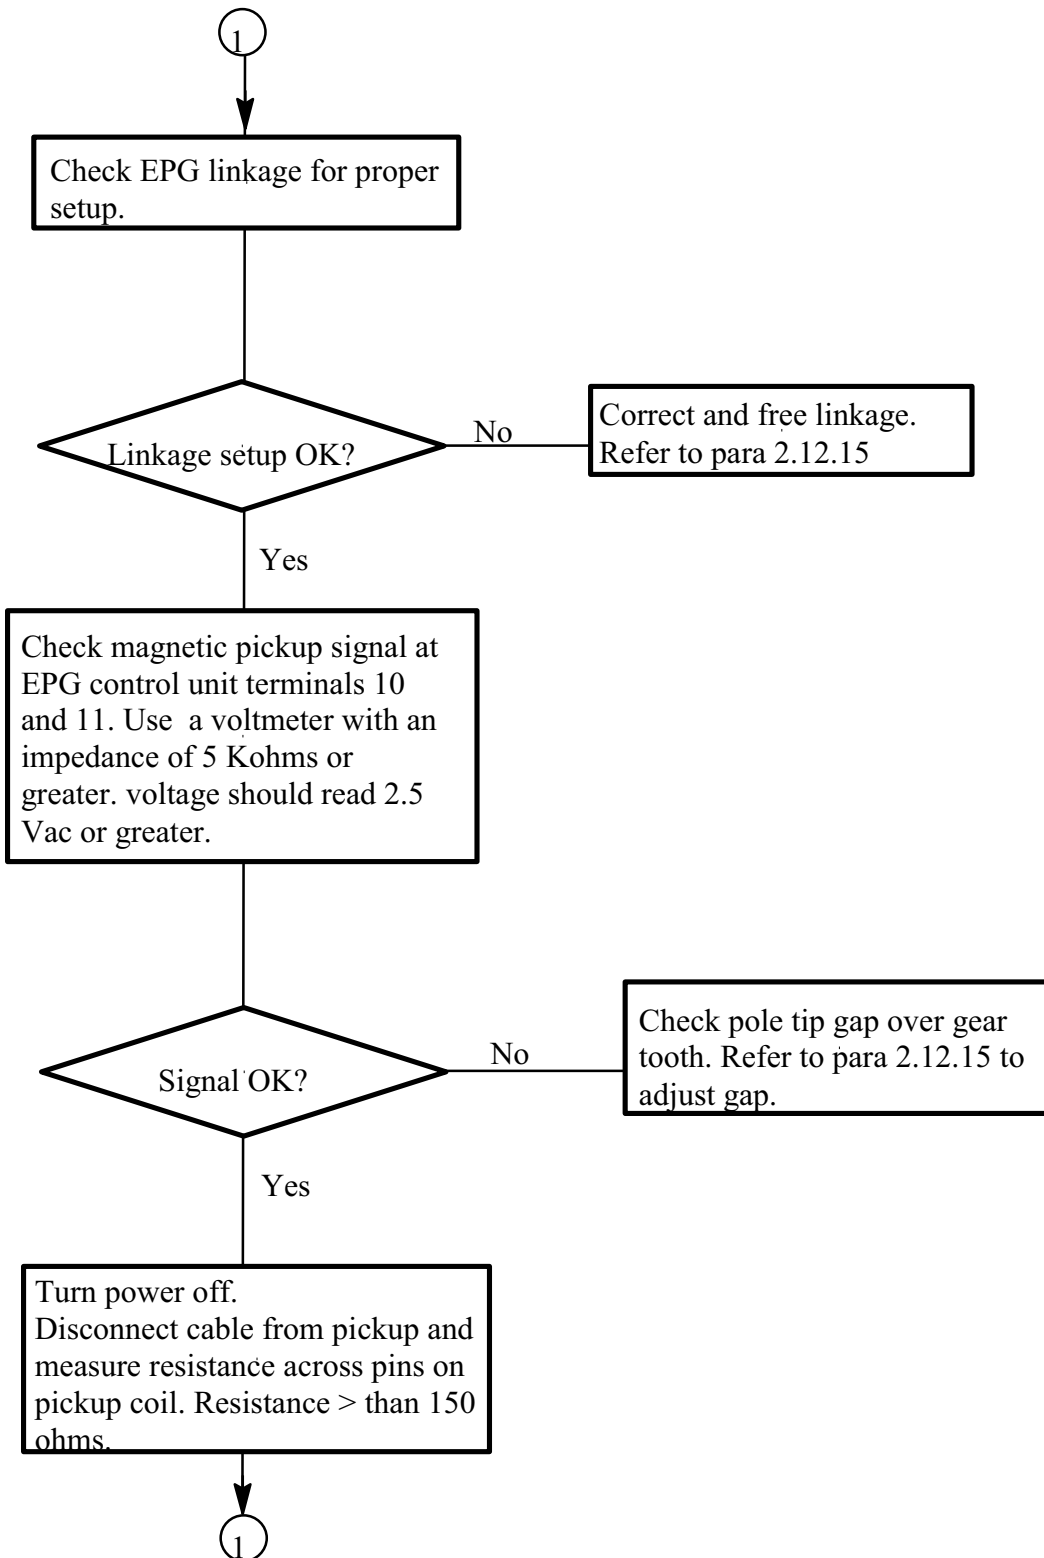 1
Check EPG linkage for proper
setup.
Linkage setup OK?
No
Correct and free linkage.
Refer to para 2.12.15
Yes
Check magnetic pickup signal at
EPG control unit terminals 10
and 11. Use  a voltmeter with an
impedance of 5 Kohms or
greater. voltage should read 2.5
Vac or greater.
Signal OK?
No
Check pole tip gap over gear
tooth. Refer to para 2.12.15 to
adjust gap.
Yes
Turn power off.
Disconnect cable from pickup and
measure resistance across pins on
pickup coil. Resistance > than 150
ohms.
1